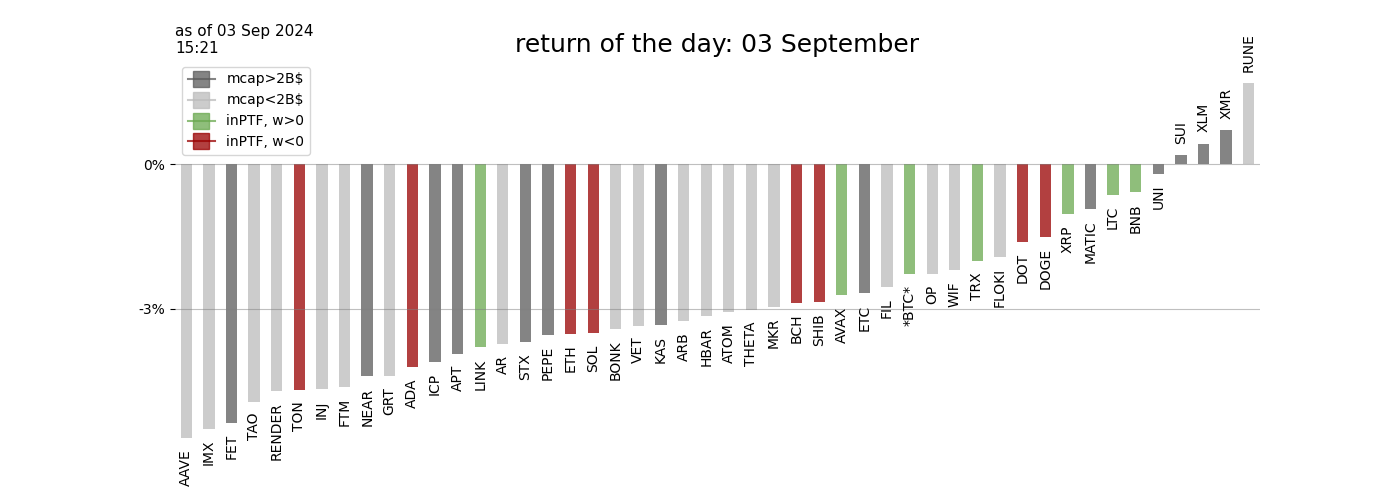 as of 03 Sep 2024
15:21
return of the day: 03 September
mcap>2B$
mcap<2B$
inPTF, w>0
inPTF, w<0
0%
-3%
AAVE
IMX
FET
TAO
RENDER
TON
INJ
FTM
NEAR
GRT
ADA
ICP
APT
LINK
AR
STX
PEPE
ETH
SOL
BONK
VET
KAS
ARB
HBAR
ATOM
THETA
MKR
BCH
SHIB
AVAX
ETC
FIL
*BTC*
OP
WIF
TRX
FLOKI
DOT
DOGE
XRP
MATIC
LTC
BNB
UNI
SUI
XLM
XMR
RUNE